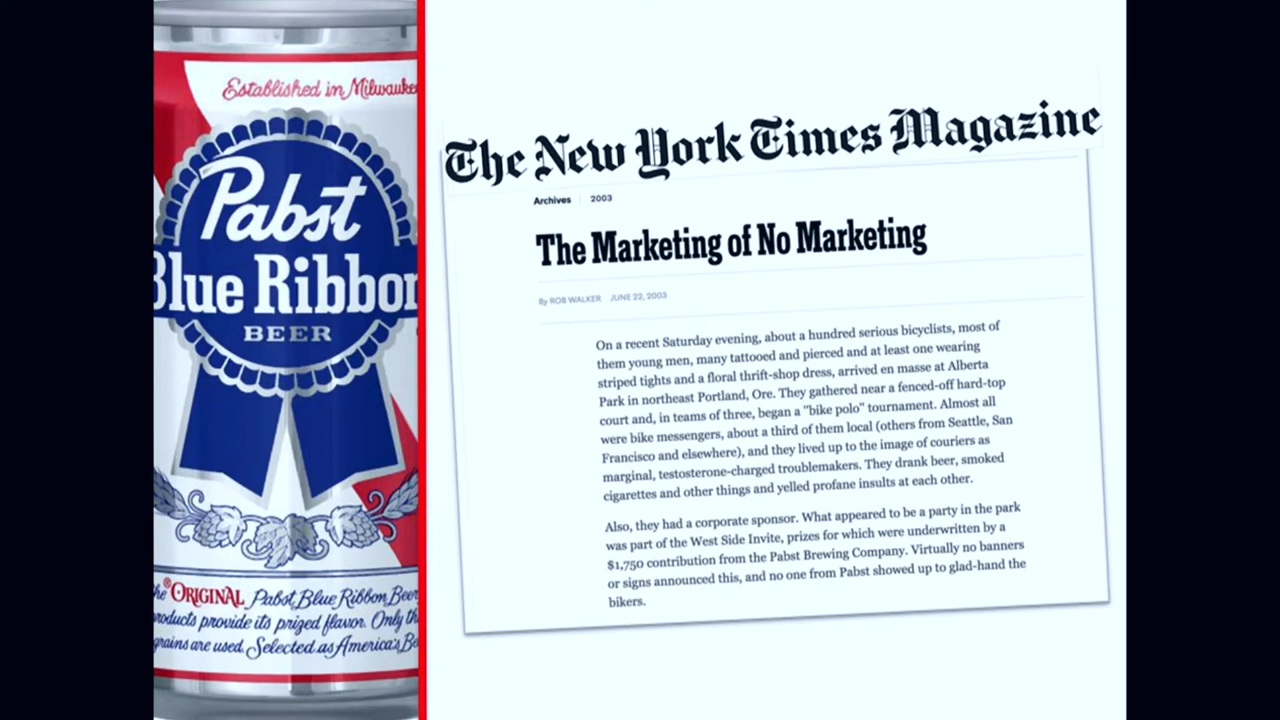 Established in Milwauke
Pabst
Blue Ribbon
BEER
he ®ORIGINAL Pabst Blue Ribbon Beer
products provide its prized flavor. Only th
grains are used. Selected as America's Be
The New York Times Magazine
Archives | 2003
The Marketing of No Marketing
By ROB WALKER JUNE 22, 2003
On a recent Saturday evening, about a hundred serious bicyclists, most of
them young men, many tattooed and pierced and at least one wearing
striped tights and a floral thrift-shop dress, arrived en masse at Alberta
Park in northeast Portland, Ore. They gathered near a fenced-off hard-top
court and, in teams of three, began a "bike polo" tournament. Almost all
were bike messengers, about a third of them local (others from Seattle, San
Francisco and elsewhere), and they lived up to the image of couriers as
marginal, testosterone-charged troublemakers. They drank beer, smoked
cigarettes and other things and yelled profane insults at each other.
Also, they had a corporate sponsor. What appeared to be a party in the park
was part of the West Side Invite, prizes for which were underwritten by a
$1,750 contribution from the Pabst Brewing Company. Virtually no banners
or signs announced this, and no one from Pabst showed up to glad-hand the
bikers.